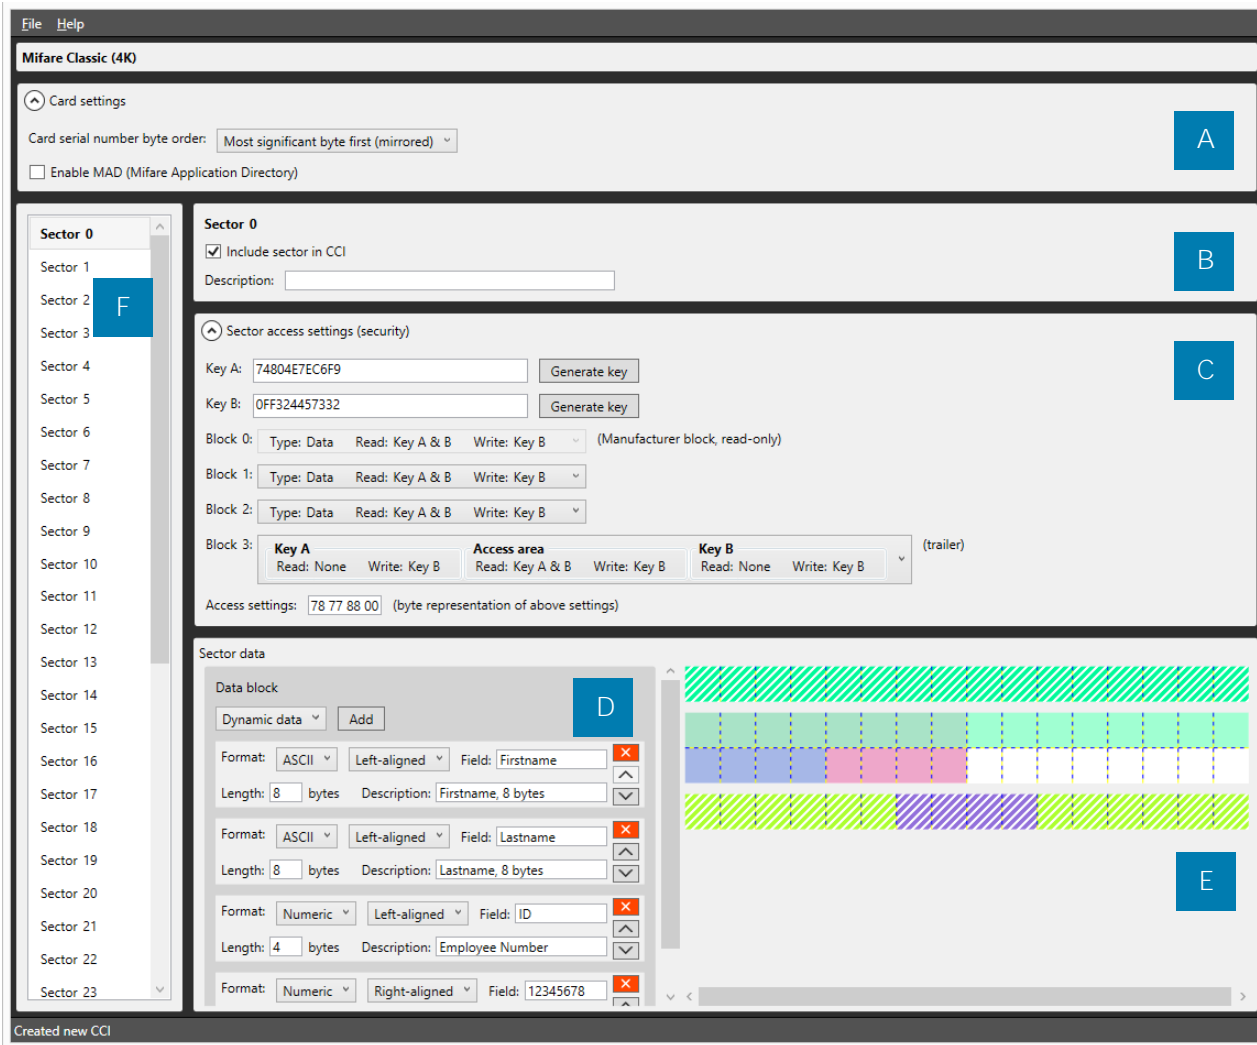 File Help
Mifare Classic (4K)
Card settings
Card serial number byte order: Most significant byte first (mirrored)
Enable MAD (Mifare Application Directory)
A
Sector 0
Sector 1
Sector 2
Sector 3
Sector 4
Sector 5
Sector 6
Sector 7
Sector 8
Sector 9
Sector 10
Sector 11
Sector 12
Sector 13
Sector 14
Sector 15
Sector 16
Sector 17
Sector 18
Sector 19
Sector 20
Sector 21
Sector 22
Sector 23
F
Sector 0
Include sector in CCI
Description:
B
Sector access settings (security)
Key A: 74804E7EC6F9 Generate key
Key B: 0FF324457332 Generate key
Block 0: Type: Data Read: Key A & B Write: Key B (Manufacturer block, read-only)
Block 1: Type: Data Read: Key A & B Write: Key B
Block 2: Type: Data Read: Key A & B Write: Key B
Block 3: Key A Access area Key B (trailer)
Read: None Write: Key B Read: Key A & B Write: Key B Read: None Write: Key B
Access settings: 78 77 88 00 (byte representation of above settings)
C
Sector data
Data block
Dynamic data Add
D
Format: ASCII Left-aligned Field: Firstname
Length: 8 bytes Description: Firstname, 8 bytes
Format: ASCII Left-aligned Field: Lastname
Length: 8 bytes Description: Lastname, 8 bytes
Format: Numeric Left-aligned Field: ID
Length: 4 bytes Description: Employee Number
Format: Numeric Right-aligned Field: 12345678
E
Created new CCI